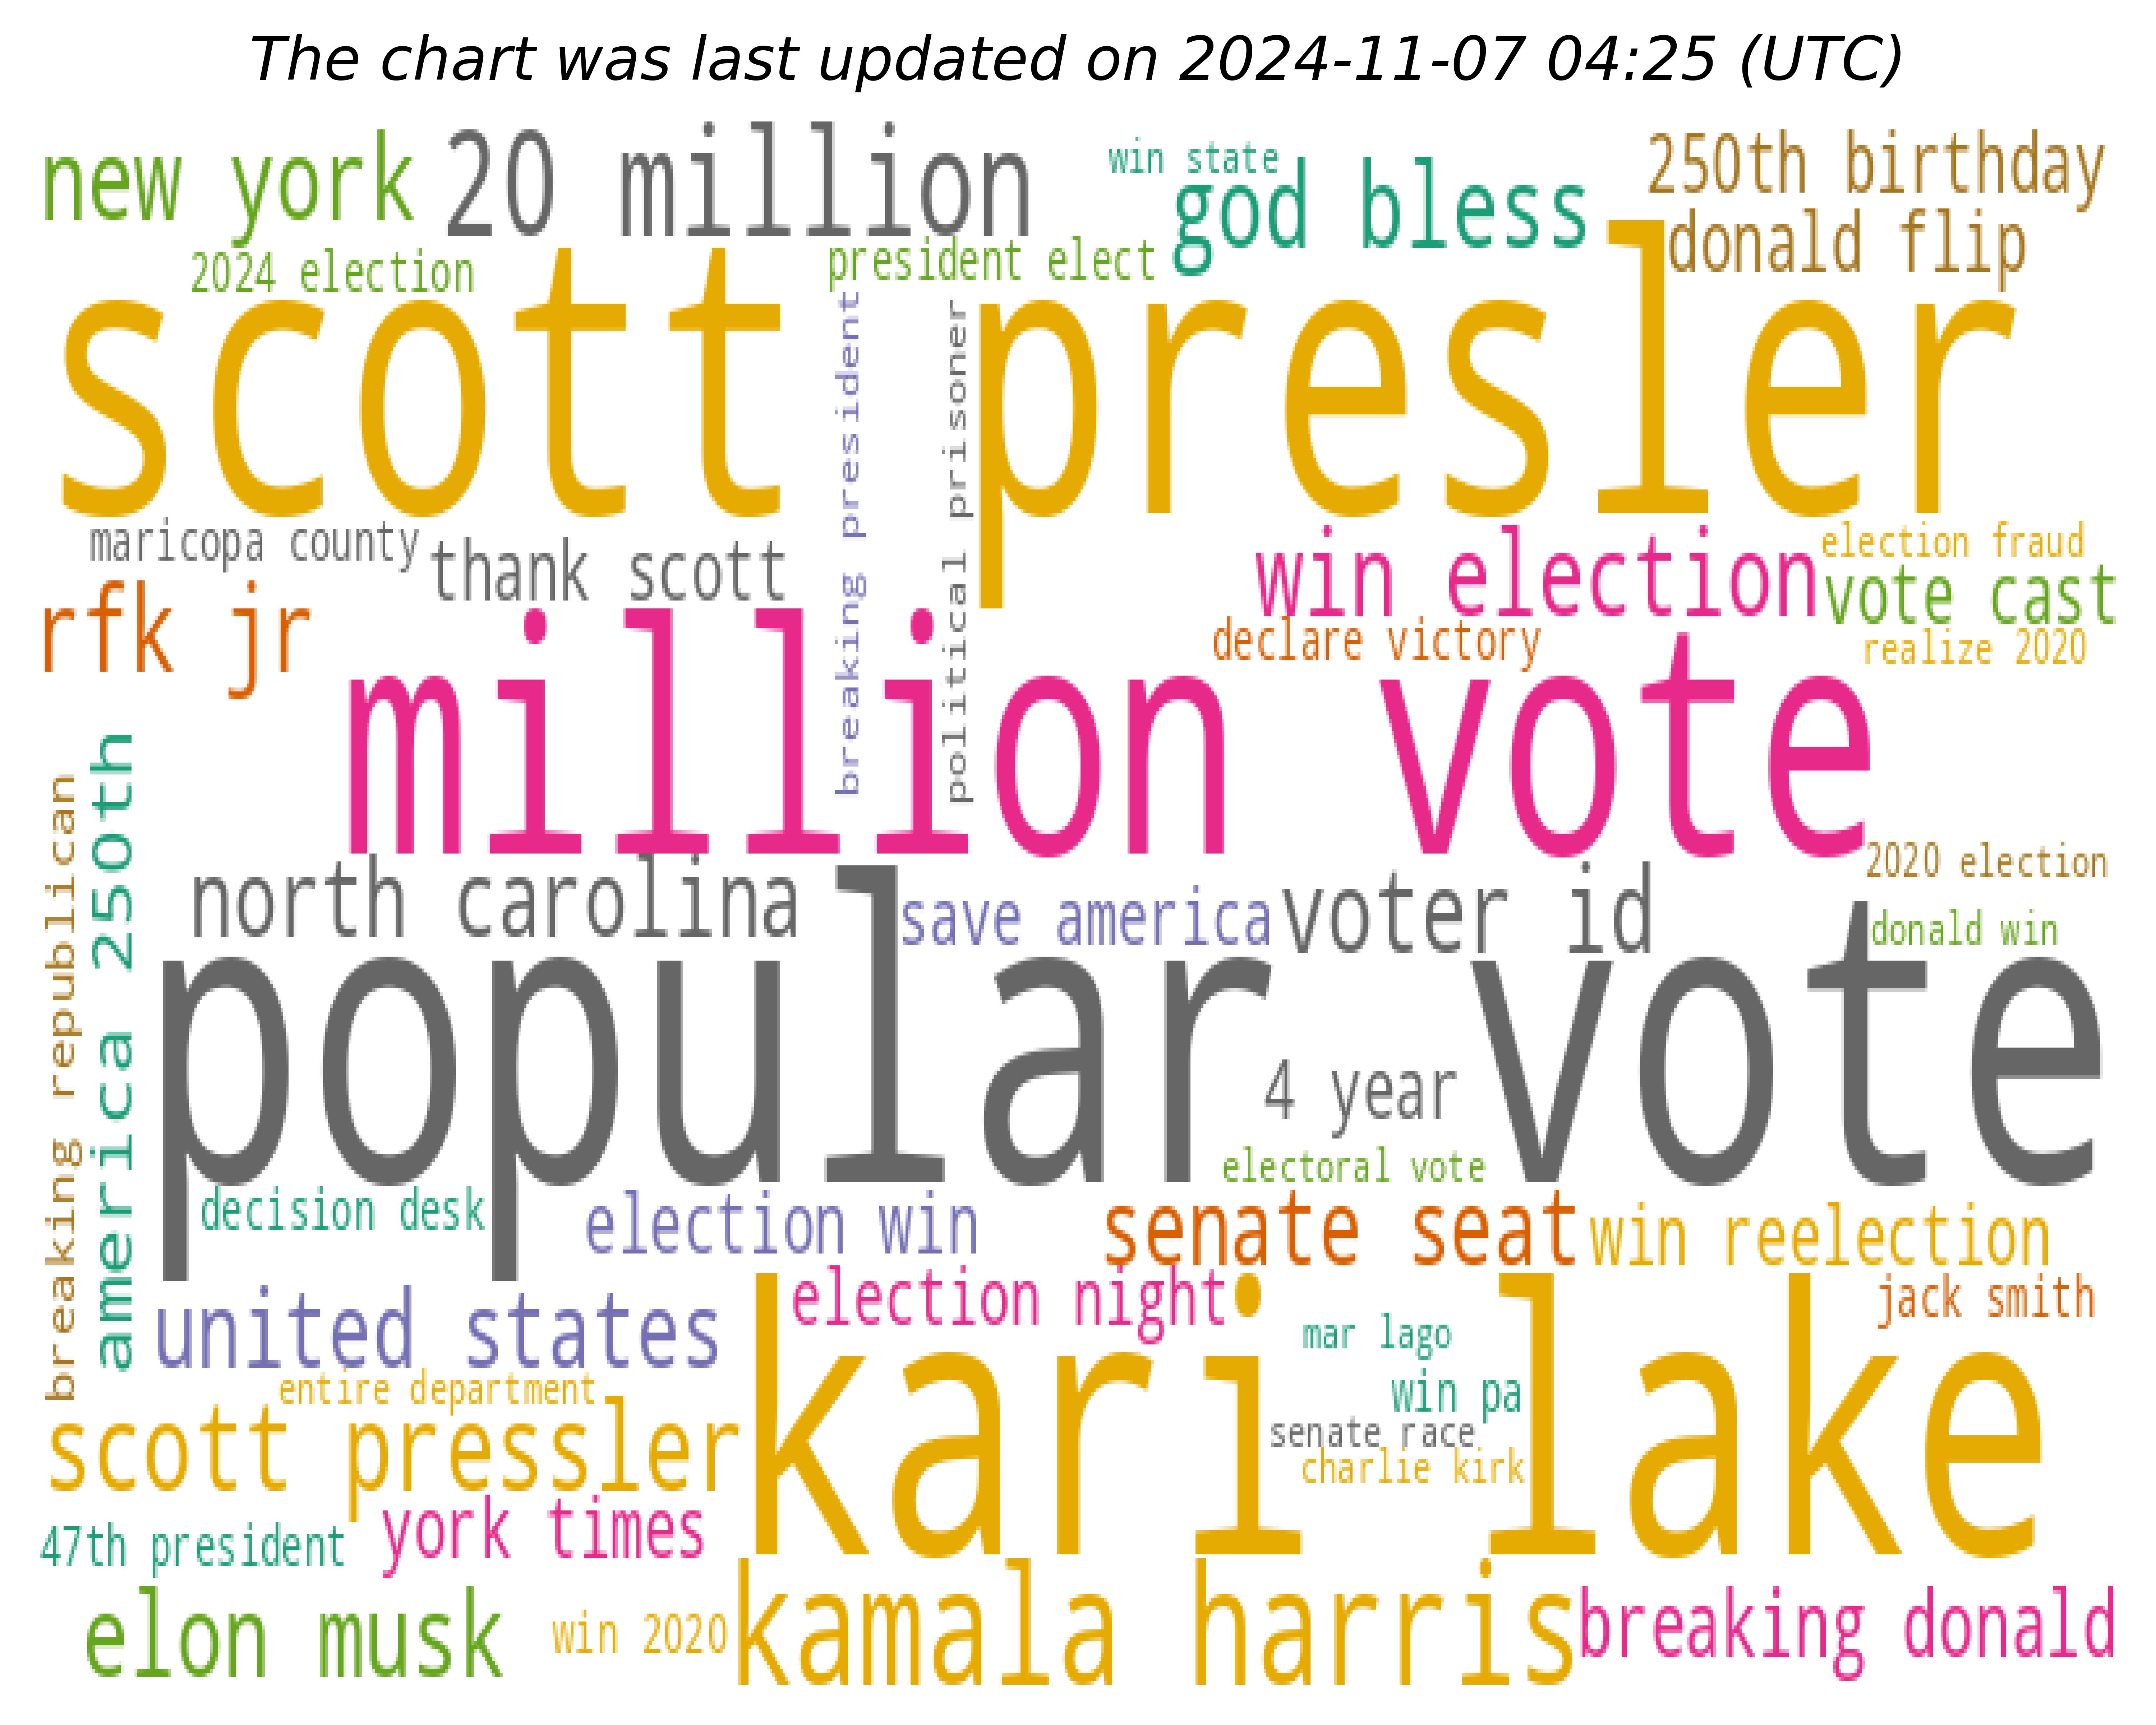 The chart was last updated on 2024-11-07 04:25 (UTC)
new york
20 million
win state
god bless
250th birthday
donald flip
2024 election
president elect
scott presler
breaking president
political prisoner
maricopa county
thank scott
win election
election fraud
vote cast
rfk jr
declare victory
realize 2020
million vote
breaking republican
america 250th
north carolina
save america
voter id
2020 election
donald win
popular vote
4 year
electoral vote
decision desk
election win
senate seat
win reelection
united states
election night
jack smith
mar lago
kari lake
entire department
win pa
scott pressler
senate race
charlie kirk
47th president
york times
elon musk
win 2020
kamala harris
breaking donald